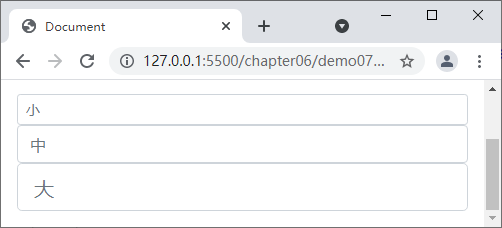 Document
127.0.0.1:5500/chapter06/demo07...
小
中
大